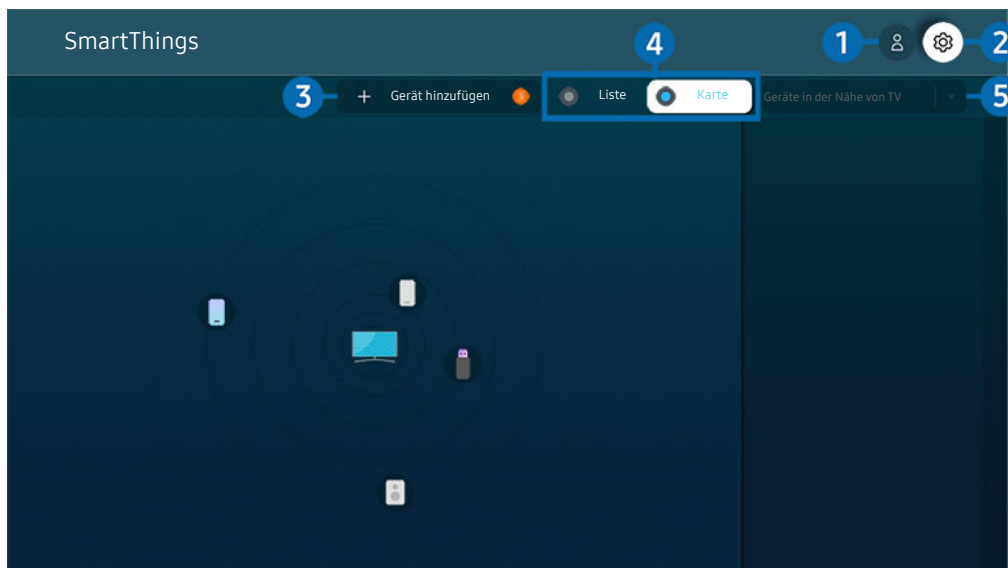 SmartThings
4
1
2
3
Gerät hinzufügen
Liste
Karte
Geräte in der Nähe von TV
5